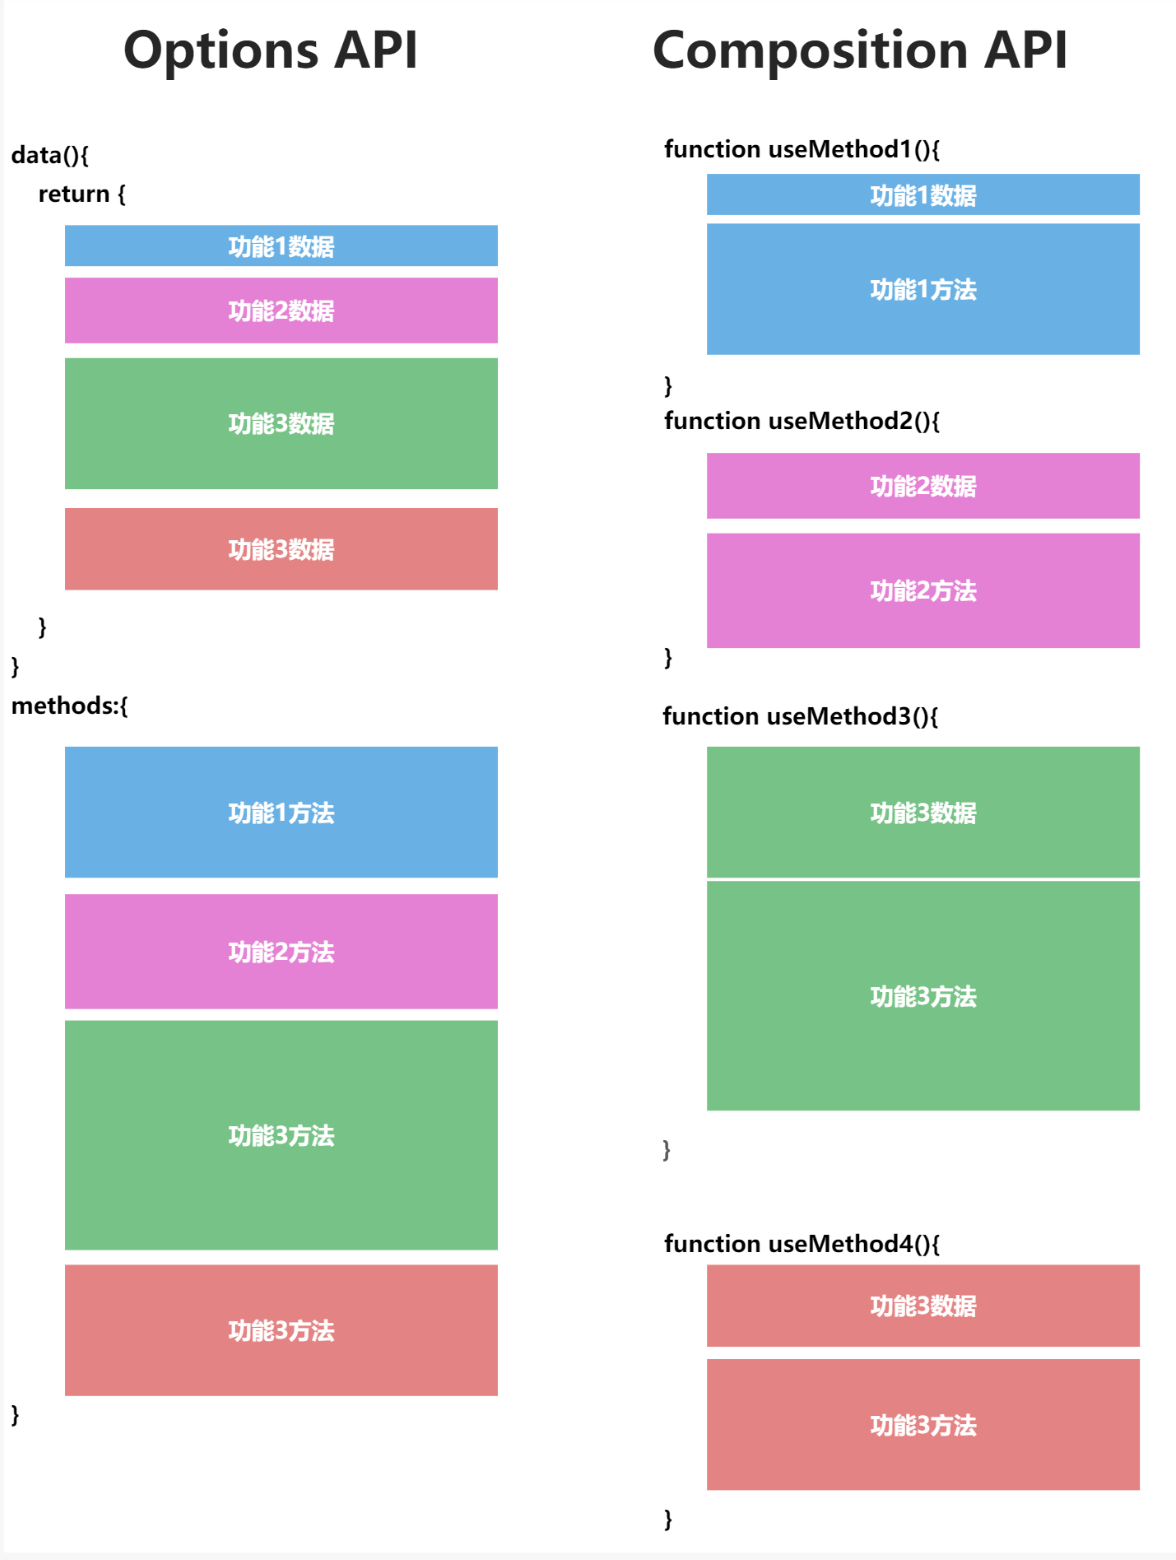 Options API
data(){
return {
功能1数据
功能2数据
功能3数据
功能3数据
}
}
methods:{
功能1方法
功能2方法
功能3方法
功能3方法
}
Composition API
function useMethod1(){
功能1数据
功能1方法
}
function useMethod2(){
功能2数据
功能2方法
}
function useMethod3(){
功能3数据
功能3方法
}
function useMethod4(){
功能3数据
功能3方法
}